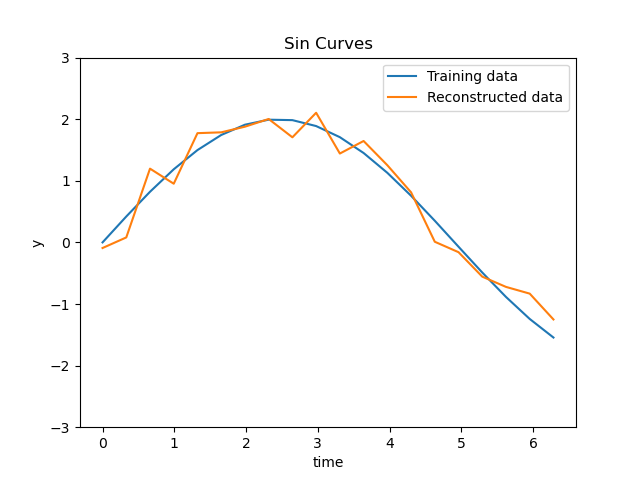 Sin Curves
Training data
Reconstructed data
3
2
1
0
−1
−2
−3
y
0 1 2 3 4 5 6
time